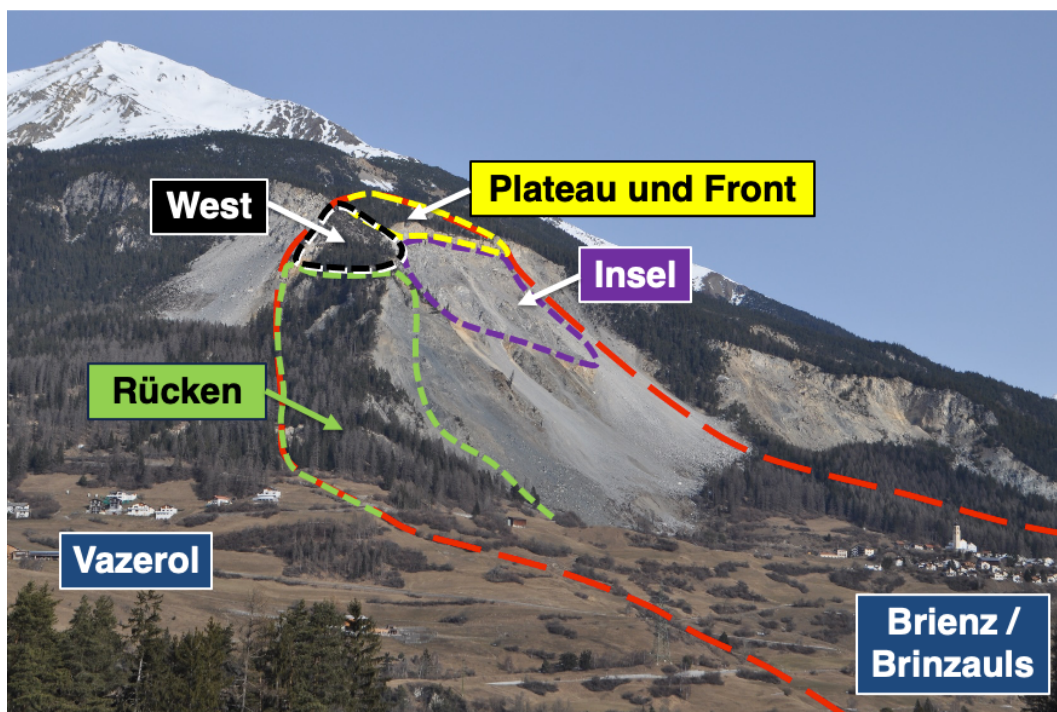 Plateau und Front
West
Insel
Rücken
Vazerol
Brienz /
Brinzauls